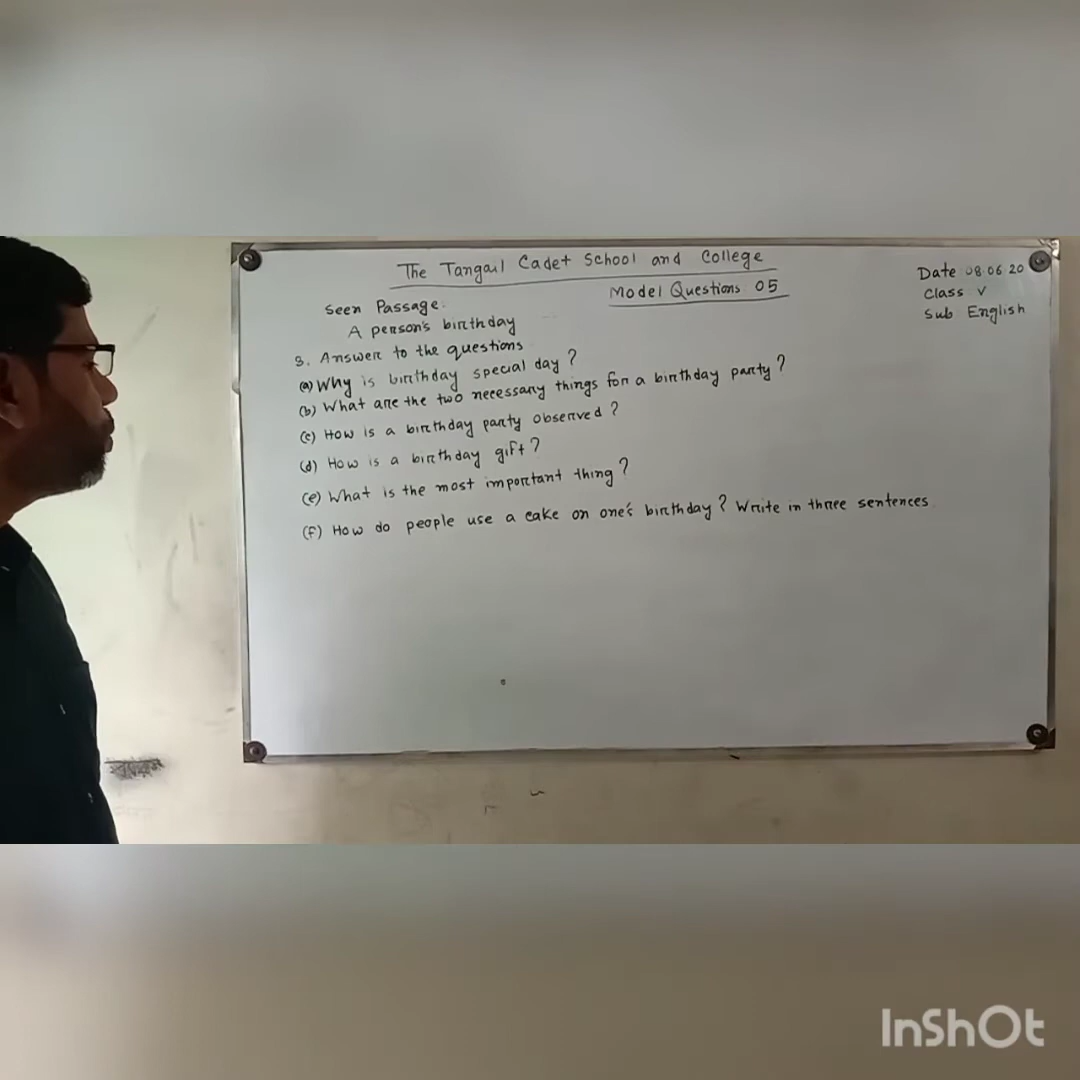 The Tangail Cadet School and College
Model Questions 05
Date 08 06 20
Class V
Sub English
Seen Passage:
A person's birthday
3. Answer to the questions
(a) Why is birthday special day?
(b) What are the two necessary things for a birthday party?
(c) How is a birthday party observed?
(d) How is a birthday gift?
(e) What is the most important thing?
(f) How do people use a cake on one's birthday? Write in three sentences
InShOt